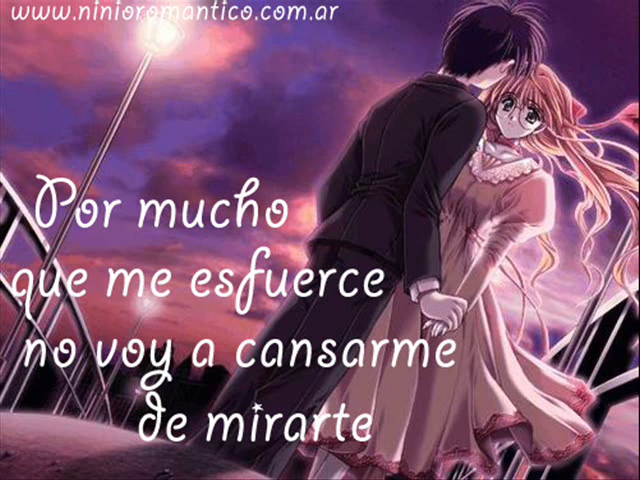 www.ninioromantico.com.ar
Por mucho
que me esfuerce
no voy a cansarme
de mirarte